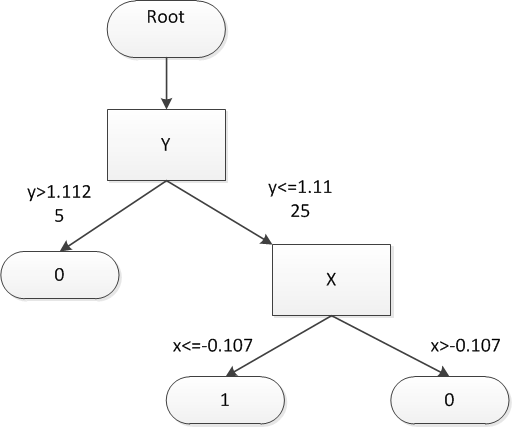 Root
Y
y>1.112
5
y<=1.11
25
0
X
x<=-0.107
x>-0.107
1
0